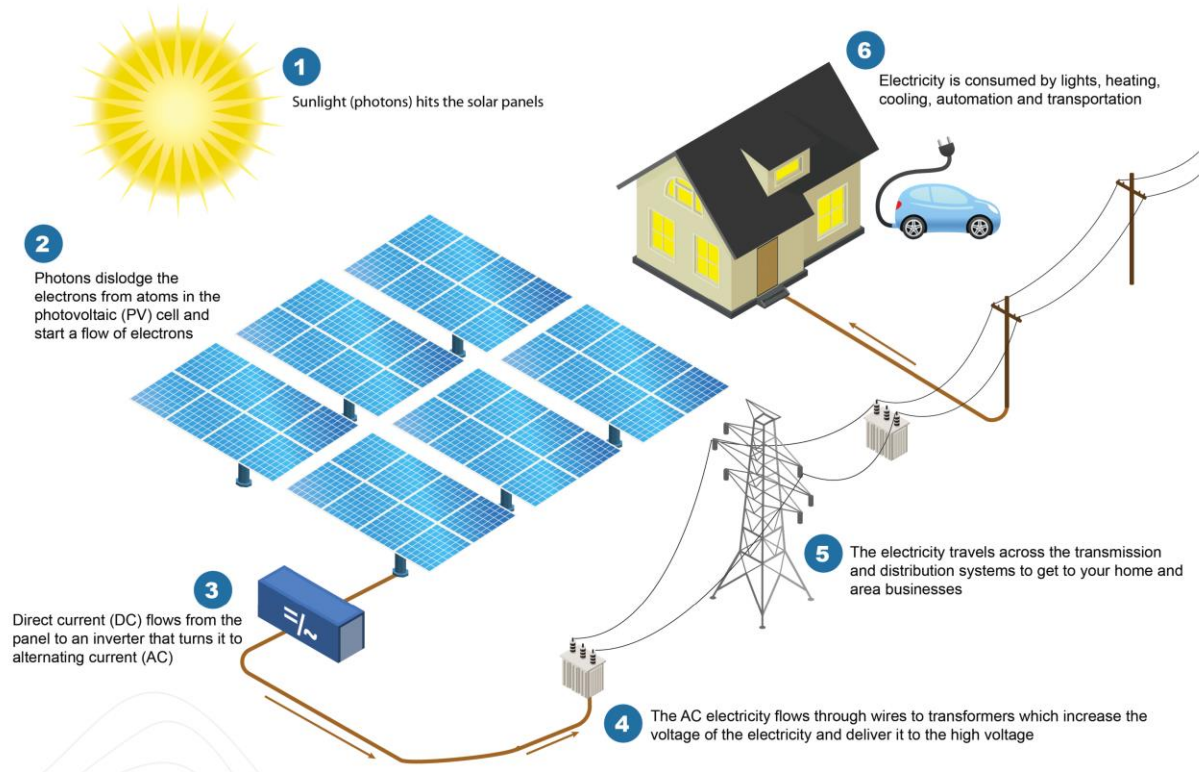 1
Sunlight (photons) hits the solar panels
2
Photons dislodge the
electrons from atoms in the
photovoltaic (PV) cell and
start a flow of electrons
3
Direct current (DC) flows from the
panel to an inverter that turns it to
alternating current (AC)
=/~
4
The AC electricity flows through wires to transformers which increase the
voltage of the electricity and deliver it to the high voltage
5
The electricity travels across the transmission
and distribution systems to get to your home and
area businesses
6
Electricity is consumed by lights, heating,
cooling, automation and transportation